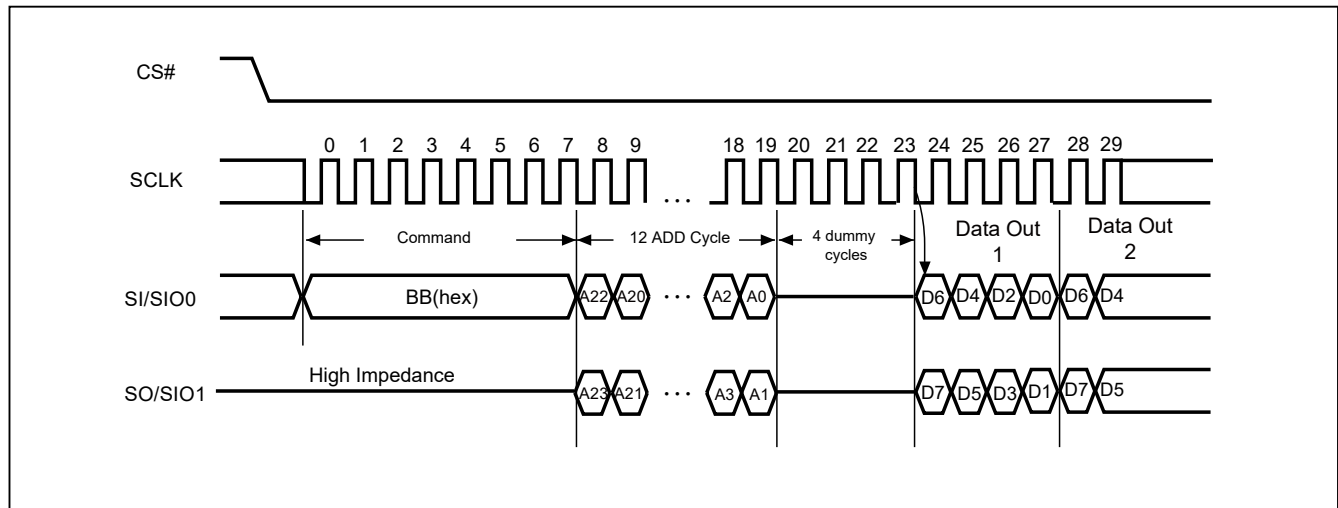 CS#
0 1 2 3 4 5 6 7 8 9 18 19 20 21 22 23 24 25 26 27 28 29
SCLK
...
Command
12 ADD Cycle
4 dummy
cycles
Data Out
1
Data Out
2
SI/SIO0
BB(hex)
A22 A20 ... A2 A0
D6 D4 D2 D0 D6 D4
High Impedance
SO/SIO1
A23 A21 ... A3 A1
D7 D5 D3 D1 D7 D5